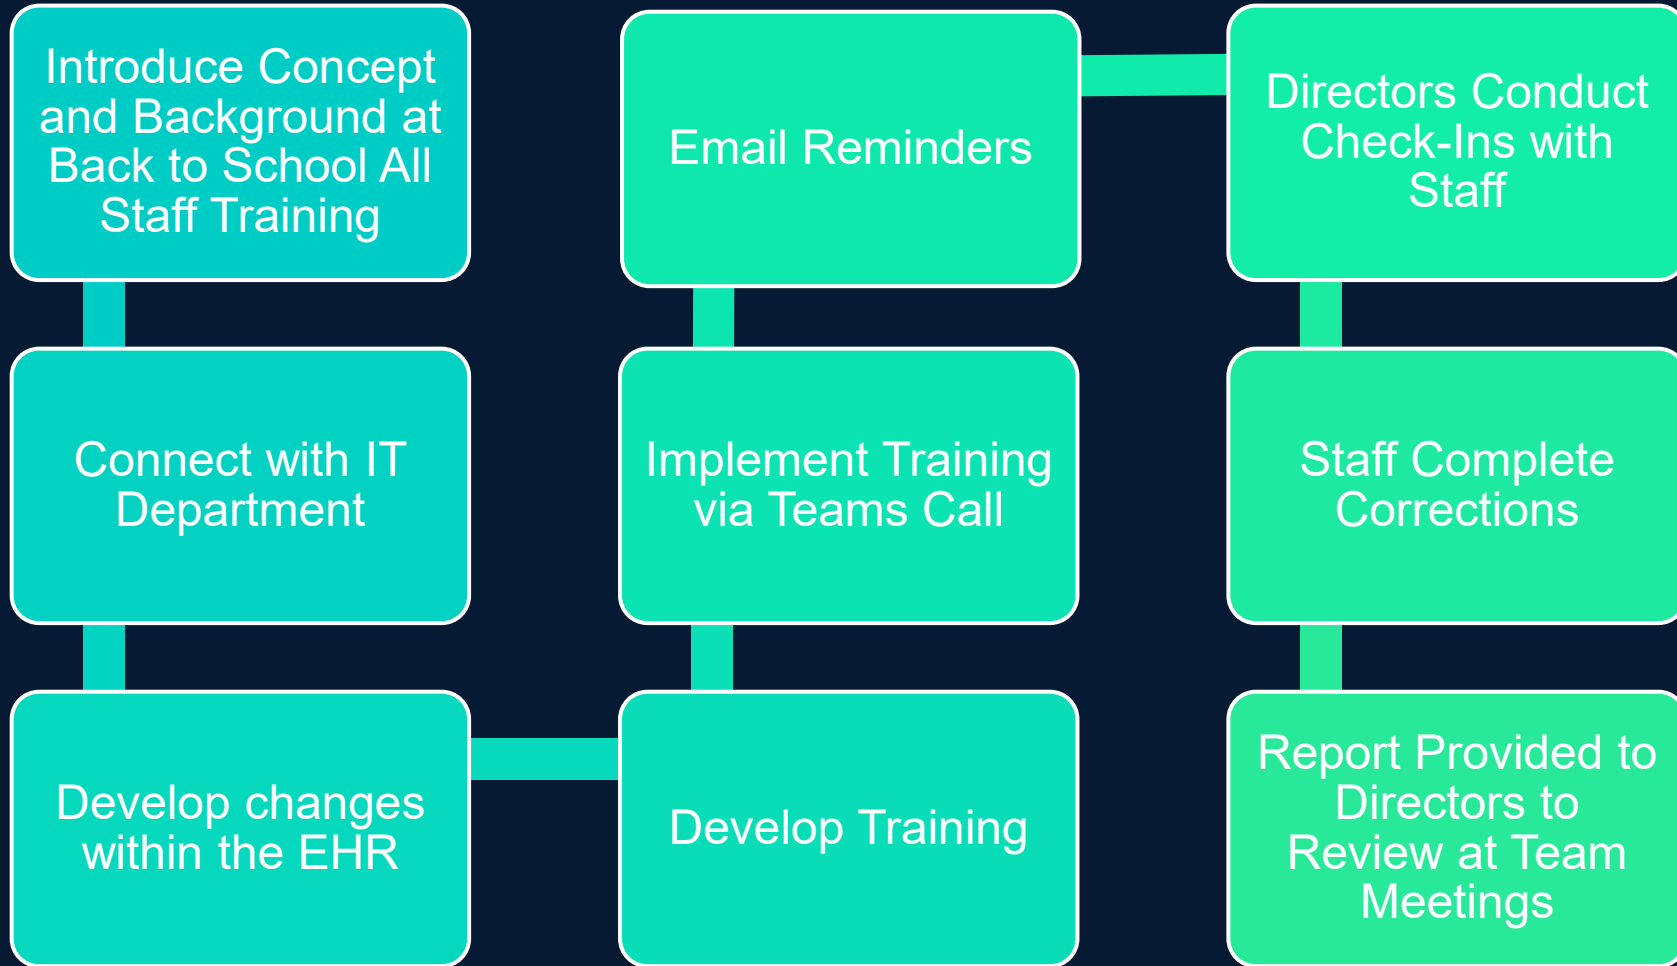 Introduce Concept
and Background at
Back to School All
Staff Training
Connect with IT
Department
Develop changes
within the EHR
Develop Training
Implement Training
via Teams Call
Email Reminders
Directors Conduct
Check-Ins with
Staff
Staff Complete
Corrections
Report Provided to
Directors to
Review at Team
Meetings